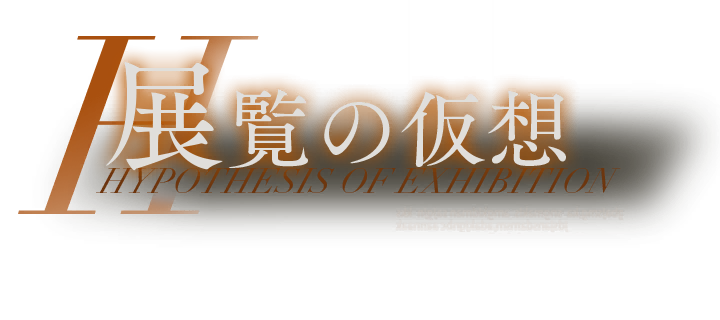 H
展覧の仮想
HYPOTHESIS OF EXHIBITION